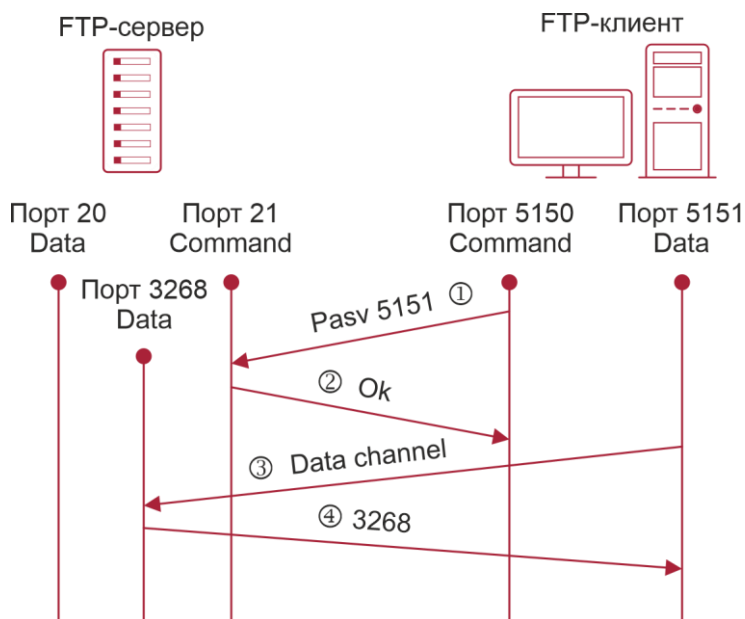 FTP-сервер
FTP-клиент
Порт 20
Data
Порт 21
Command
Порт 5150
Command
Порт 5151
Data
Порт 3268
Data
Pasv 5151 ①
② Ok
③ Data channel
④ 3268